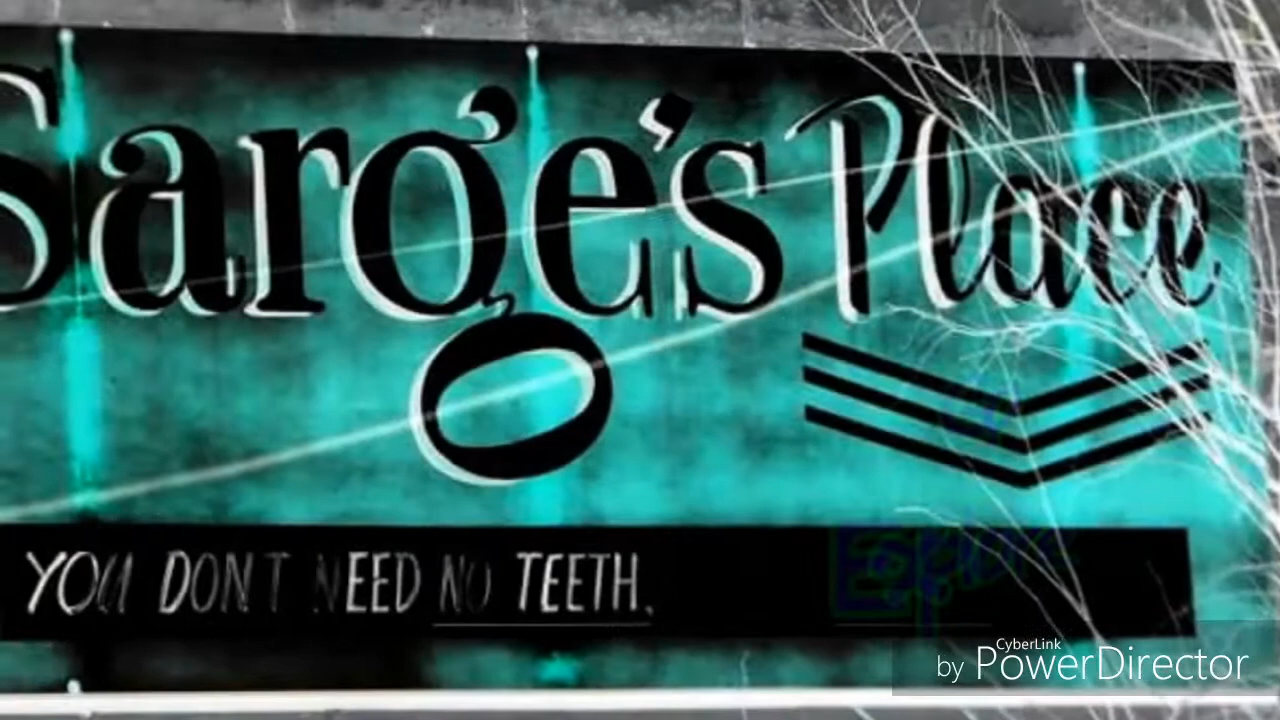 Sarge's Place
YOU DON'T NEED NO TEETH.
CyberLink
by PowerDirector